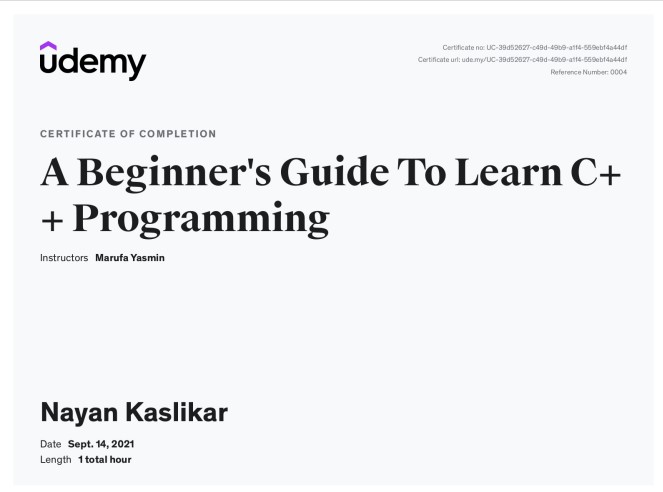 udemy
Certificate no: UC-39d52627-c49d-49b9-a1f4-559ebf4a44df
Certificate url: ude.my/UC-39d52627-c49d-49b9-a1f4-559ebf4a44df
Reference Number: 0004
CERTIFICATE OF COMPLETION
A Beginner's Guide To Learn C+
+ Programming
Instructors Marufa Yasmin
Nayan Kaslikar
Date Sept. 14, 2021
Length 1 total hour